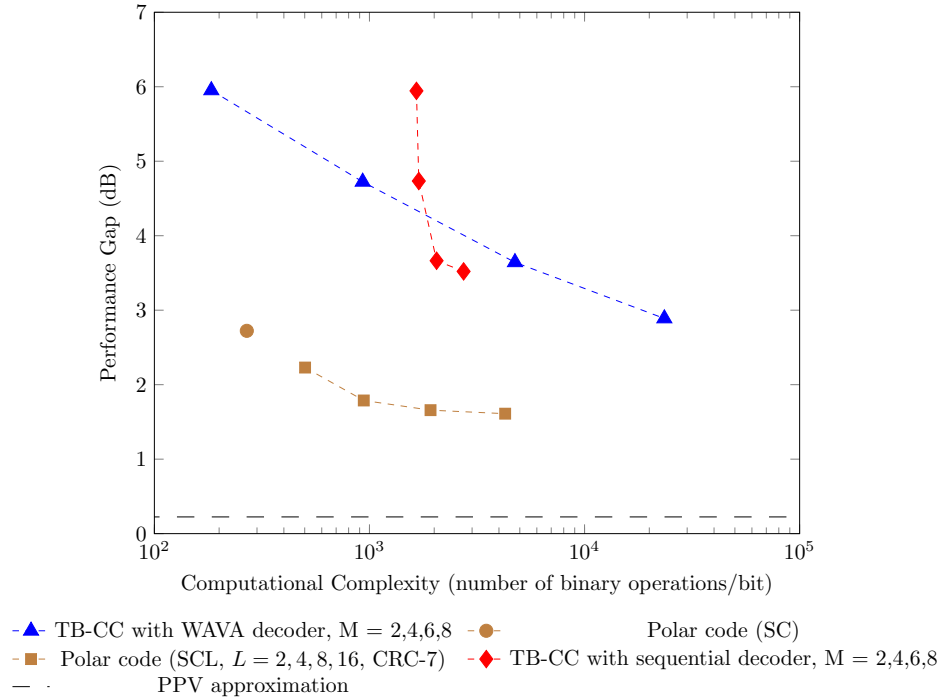 7
6
5
4
3
2
1
0
Performance Gap (dB)
10^2 10^3 10^4 10^5
Computational Complexity (number of binary operations/bit)
TB-CC with WAVA decoder, M = 2,4,6,8 Polar code (SC)
Polar code (SCL, L = 2, 4, 8, 16, CRC-7) TB-CC with sequential decoder, M = 2,4,6,8
PPV approximation